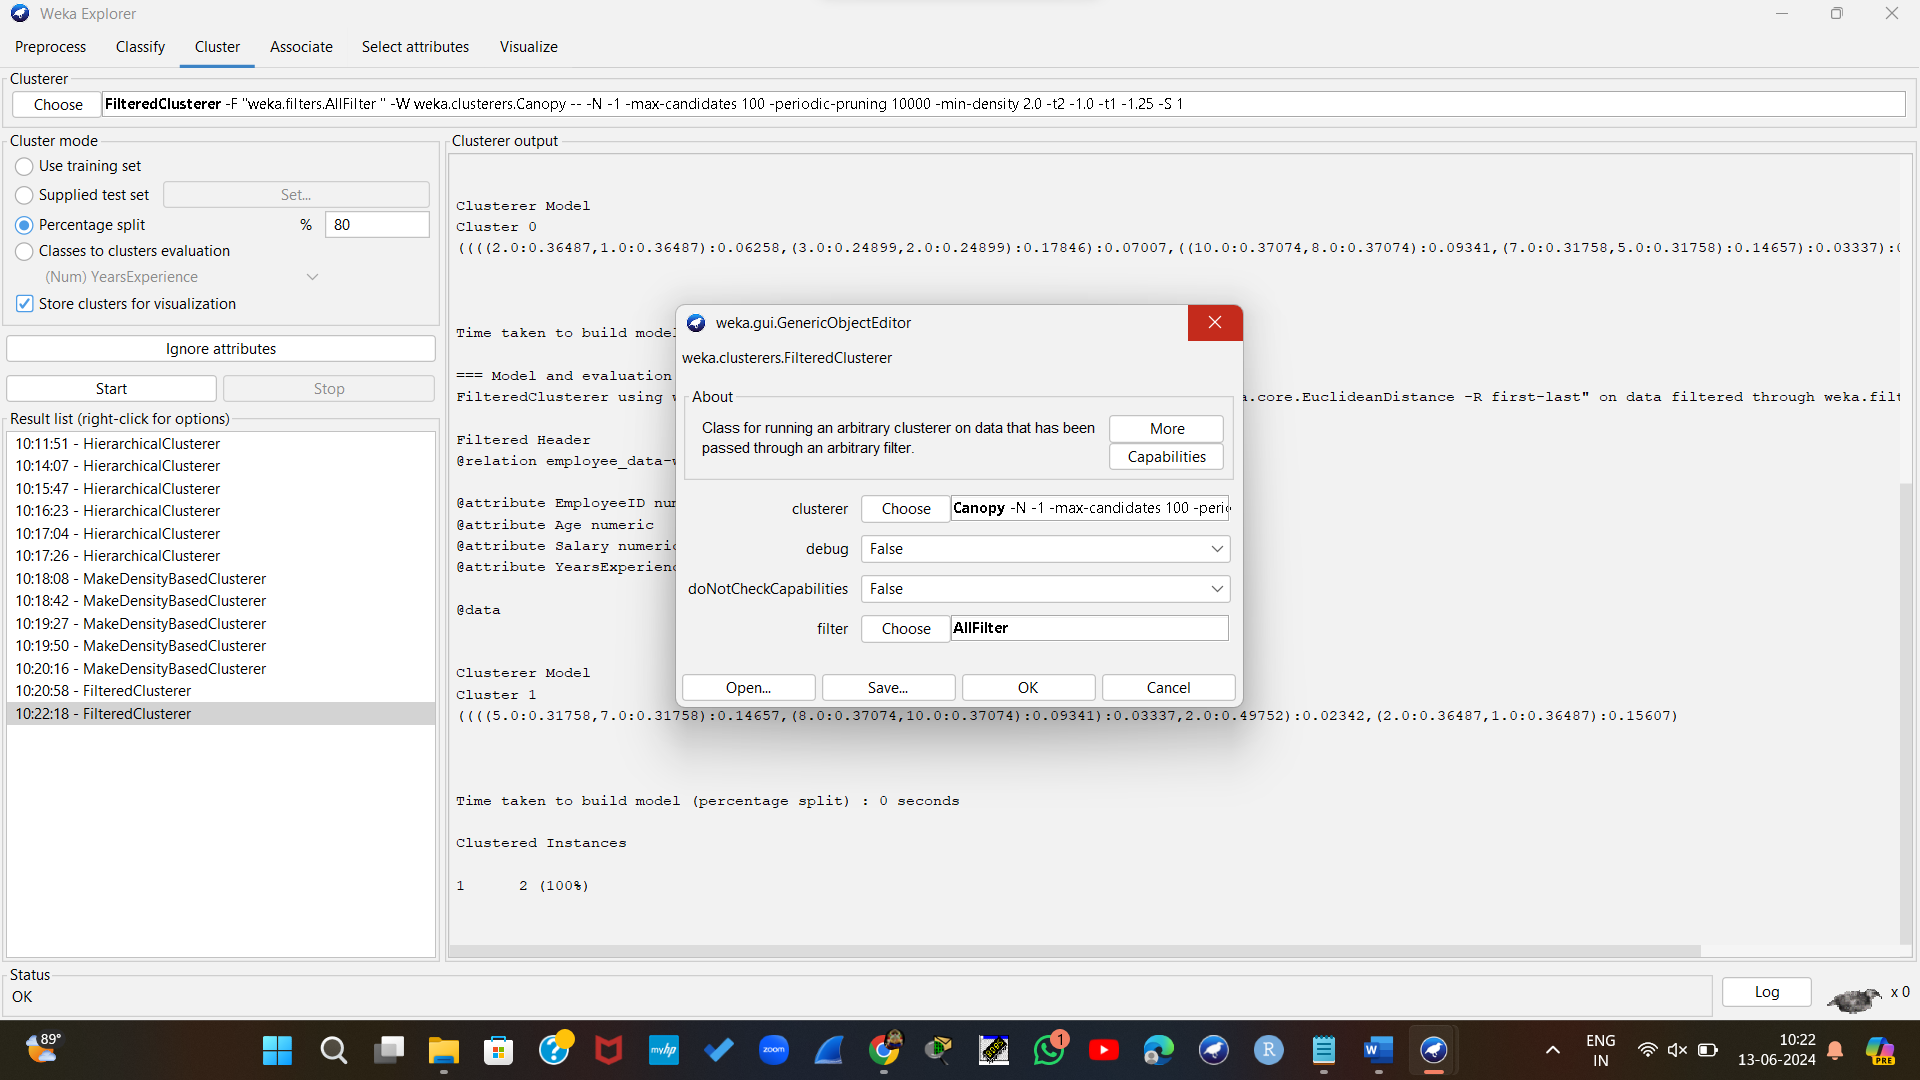 Weka Explorer
Preprocess Classify Cluster Associate Select attributes Visualize
Clusterer
Choose FilteredClusterer -F "weka.filters.AllFilter " -W weka.clusterers.Canopy -- -N -1 -max-candidates 100 -periodic-pruning 10000 -min-density 2.0 -t2 -1.0 -t1 -1.25 -S 1
Cluster mode
Use training set
Supplied test set Set...
Percentage split % 80
Classes to clusters evaluation
(Num) YearsExperience
Store clusters for visualization
Ignore attributes
Start Stop
Result list (right-click for options)
10:11:51 - HierarchicalClusterer
10:14:07 - HierarchicalClusterer
10:15:47 - HierarchicalClusterer
10:16:23 - HierarchicalClusterer
10:17:04 - HierarchicalClusterer
10:17:26 - HierarchicalClusterer
10:18:08 - MakeDensityBasedClusterer
10:18:42 - MakeDensityBasedClusterer
10:19:27 - MakeDensityBasedClusterer
10:19:50 - MakeDensityBasedClusterer
10:20:16 - MakeDensityBasedClusterer
10:20:58 - FilteredClusterer
10:22:18 - FilteredClusterer
Clusterer output
Clusterer Model
Cluster 0
((((2.0:0.36487,1.0:0.36487):0.06258,(3.0:0.24899,2.0:0.24899):0.17846):0.07007,((10.0:0.37074,8.0:0.37074):0.09341,(7.0:0.31758,5.0:0.31758):0.14657):0.03337):
Time taken to build model
=== Model and evaluation
FilteredClusterer using .core.EuclideanDistance -R first-last" on data filtered through weka.filt
Filtered Header
@relation employee_data-
@attribute EmployeeID num
@attribute Age numeric
@attribute Salary numeric
@attribute YearsExperienc
@data
Clusterer Model
Cluster 1
((((5.0:0.31758,7.0:0.31758):0.14657,(8.0:0.37074,10.0:0.37074):0.09341):0.03337,2.0:0.49752):0.02342,(2.0:0.36487,1.0:0.36487):0.15607)
Time taken to build model (percentage split) : 0 seconds
Clustered Instances
1 2 (100%)
weka.gui.GenericObjectEditor
weka.clusterers.FilteredClusterer
About
Class for running an arbitrary clusterer on data that has been
passed through an arbitrary filter.
More
Capabilities
clusterer Choose Canopy -N -1 -max-candidates 100 -perio
debug False
doNotCheckCapabilities False
filter Choose AllFilter
Open... Save... OK Cancel
Status
OK
Log x 0
89°
myhp
zoom
1
R
W
ENG
IN
10:22
13-06-2024
PRE